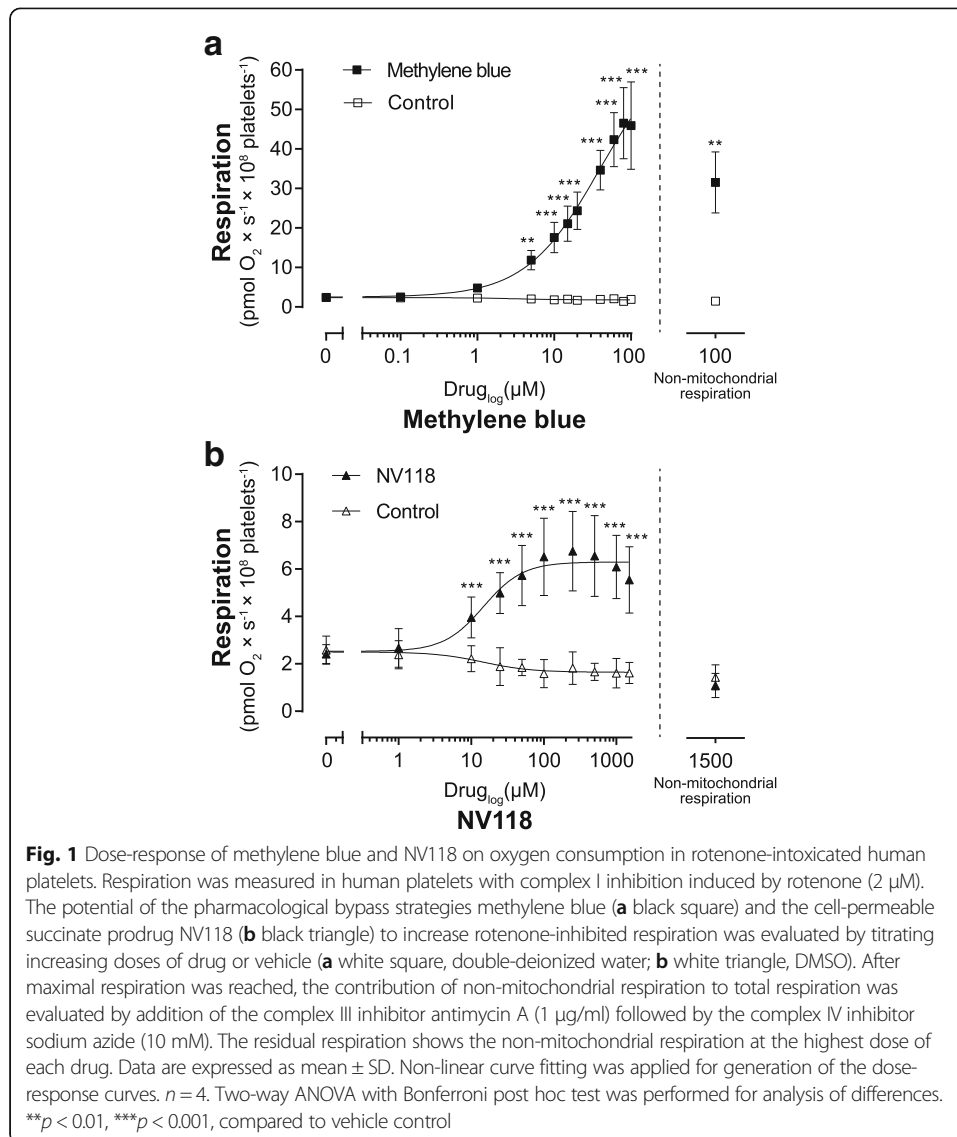 a
Methylene blue
Control
Respiration
(pmol O₂ × s⁻¹ × 10⁸ platelets⁻¹)
60
50
40
30
20
10
0
**
***
***
***
***
***
***
***
***
**
0
0.1
1
10
100
100
Non-mitochondrial
respiration
Drug_log(µM)
Methylene blue
b
NV118
Control
Respiration
(pmol O₂ × s⁻¹ × 10⁸ platelets⁻¹)
10
8
6
4
2
0
***
***
***
***
***
***
***
***
0
1
10
100
1000
1500
Non-mitochondrial
respiration
Drug_log(µM)
NV118
Fig. 1 Dose-response of methylene blue and NV118 on oxygen consumption in rotenone-intoxicated human
platelets. Respiration was measured in human platelets with complex I inhibition induced by rotenone (2 µM).
The potential of the pharmacological bypass strategies methylene blue (a black square) and the cell-permeable
succinate prodrug NV118 (b black triangle) to increase rotenone-inhibited respiration was evaluated by titrating
increasing doses of drug or vehicle (a white square, double-deionized water; b white triangle, DMSO). After
maximal respiration was reached, the contribution of non-mitochondrial respiration to total respiration was
evaluated by addition of the complex III inhibitor antimycin A (1 µg/ml) followed by the complex IV inhibitor
sodium azide (10 mM). The residual respiration shows the non-mitochondrial respiration at the highest dose of
each drug. Data are expressed as mean ± SD. Non-linear curve fitting was applied for generation of the dose-
response curves. n = 4. Two-way ANOVA with Bonferroni post hoc test was performed for analysis of differences.
**p < 0.01, ***p < 0.001, compared to vehicle control